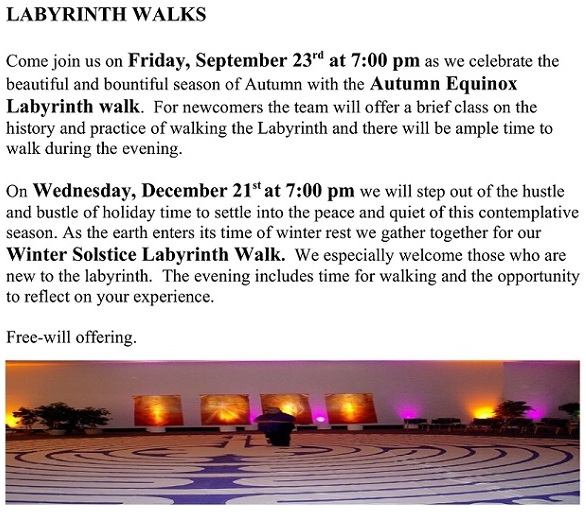 LABYRINTH WALKS
Come join us on Friday, September 23rd at 7:00 pm as we celebrate the
beautiful and bountiful season of Autumn with the Autumn Equinox
Labyrinth walk.  For newcomers the team will offer a brief class on the
history and practice of walking the Labyrinth and there will be ample time to
walk during the evening.
On Wednesday, December 21st at 7:00 pm we will step out of the hustle
and bustle of holiday time to settle into the peace and quiet of this contemplative
season. As the earth enters its time of winter rest we gather together for our
Winter Solstice Labyrinth Walk.  We especially welcome those who are
new to the labyrinth.  The evening includes time for walking and the opportunity
to reflect on your experience.
Free-will offering.